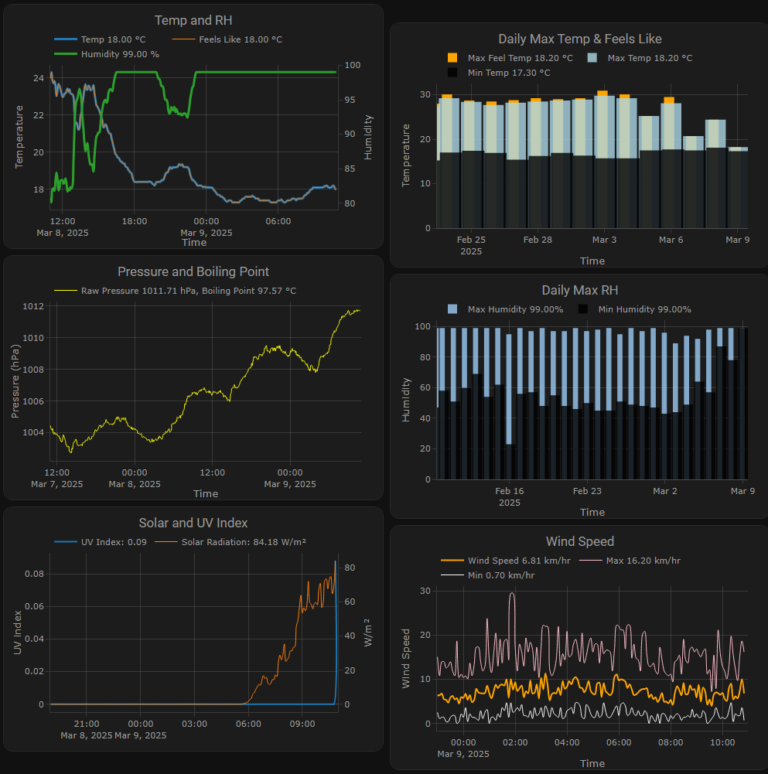 Temp and RH
Temp 18.00 °C
Feels Like 18.00 °C
Humidity 99.00 %
24
22
20
18
Temperature
100
95
90
85
80
Humidity
12:00
18:00
00:00
06:00
Mar 8, 2025
Mar 9, 2025
Time
Daily Max Temp & Feels Like
Max Feel Temp 18.20 °C
Max Temp 18.20 °C
Min Temp 17.30 °C
30
20
10
0
Temperature
Feb 25
Feb 28
Mar 3
Mar 6
Mar 9
2025
Time
Pressure and Boiling Point
Raw Pressure 1011.71 hPa, Boiling Point 97.57 °C
1012
1010
1008
1006
1004
Pressure (hPa)
12:00
00:00
12:00
00:00
Mar 7, 2025
Mar 8, 2025
Mar 9, 2025
Time
Daily Max RH
Max Humidity 99.00%
Min Humidity 99.00%
100
80
60
40
20
0
Humidity
Feb 16
Feb 23
Mar 2
Mar 9
2025
Time
Solar and UV Index
UV Index: 0.09
Solar Radiation: 84.18 W/m²
0.08
0.06
0.04
0.02
0
UV Index
80
60
40
20
0
W/m²
21:00
00:00
03:00
06:00
09:00
Mar 8, 2025
Mar 9, 2025
Wind Speed
Wind Speed 6.81 km/hr
Max 16.20 km/hr
Min 0.70 km/hr
30
20
10
0
Wind Speed
00:00
02:00
04:00
06:00
08:00
10:00
Mar 9, 2025
Time